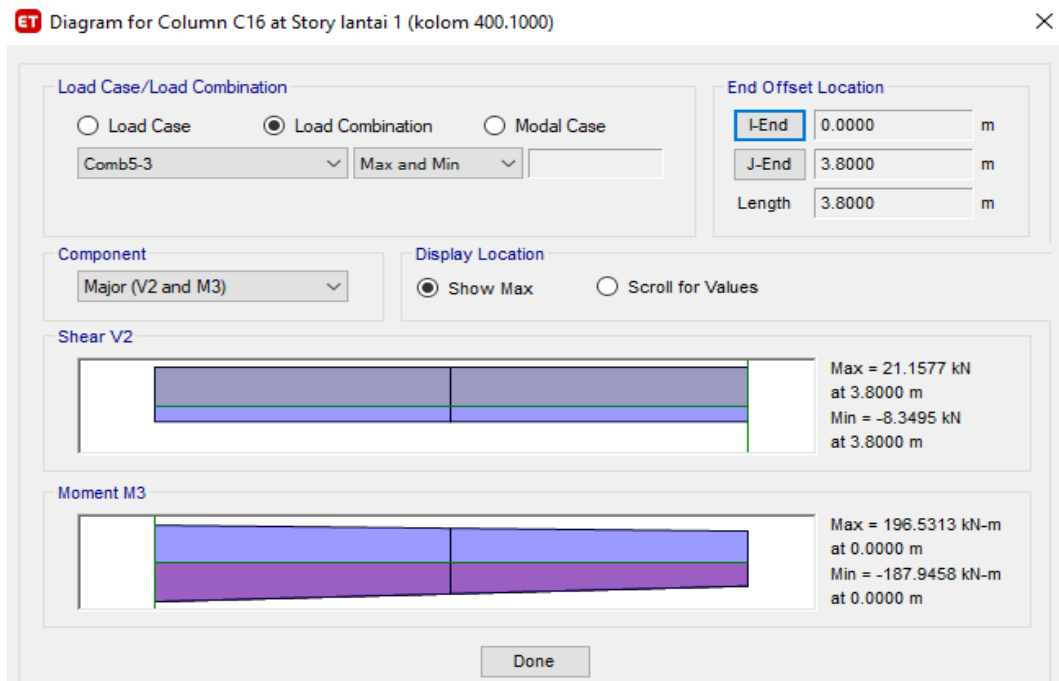 ET Diagram for Column C16 at Story lantai 1 (kolom 400.1000)
Load Case/Load Combination
Load Case Load Combination Modal Case
Comb5-3 Max and Min
End Offset Location
I-End 0.0000 m
J-End 3.8000 m
Length 3.8000 m
Component
Major (V2 and M3)
Display Location
Show Max Scroll for Values
Shear V2
Max = 21.1577 kN
at 3.8000 m
Min = -8.3495 kN
at 3.8000 m
Moment M3
Max = 196.5313 kN-m
at 0.0000 m
Min = -187.9458 kN-m
at 0.0000 m
Done